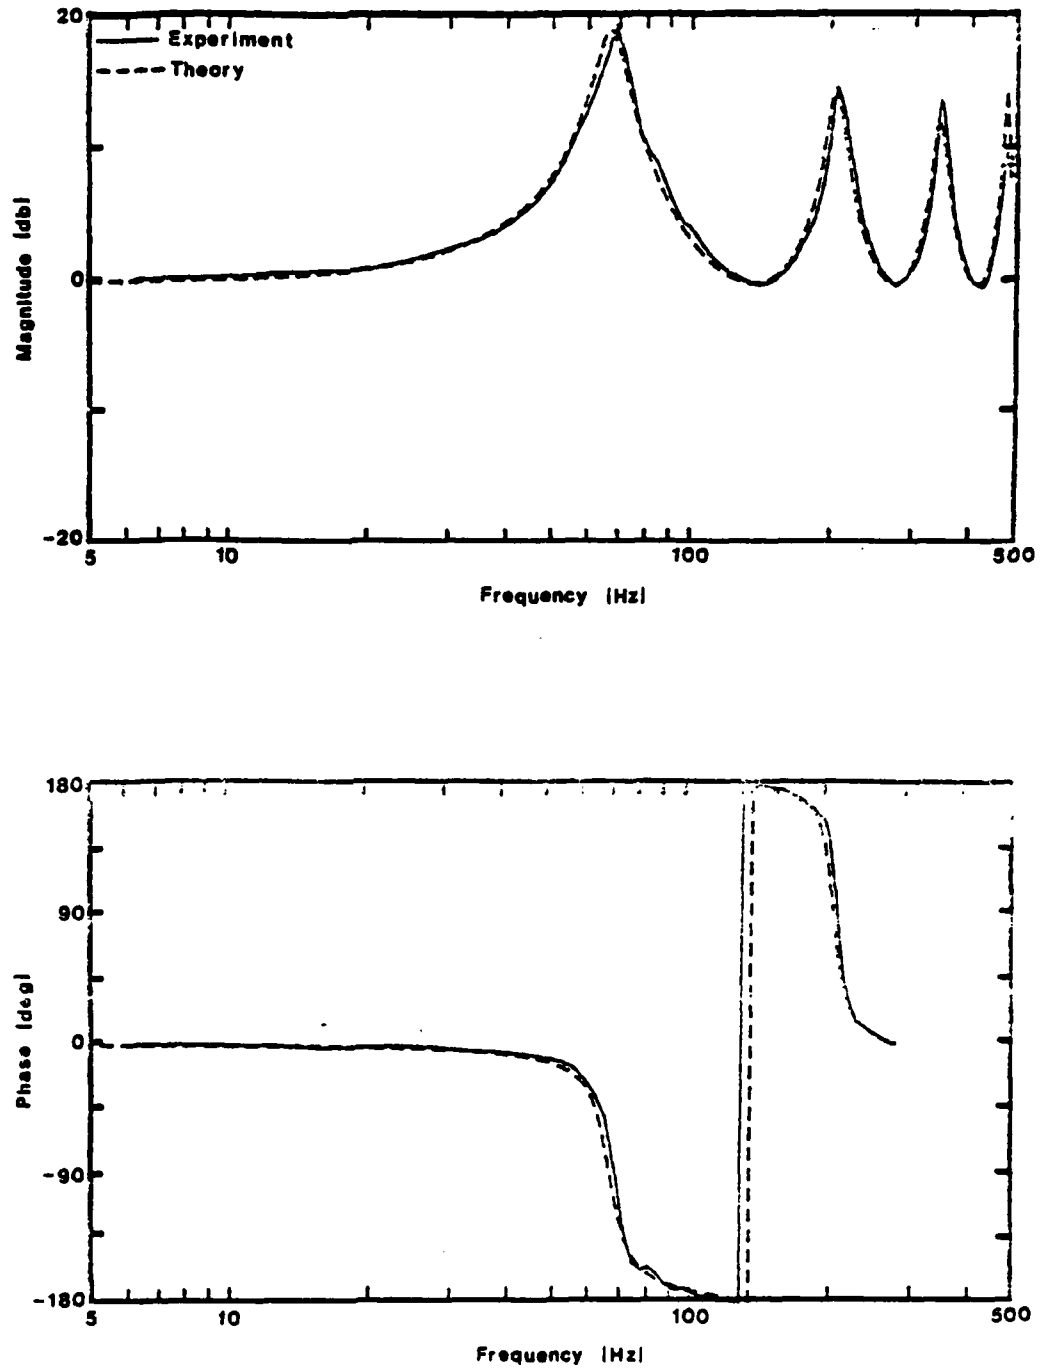 20
Experiment
Theory
Magnitude |db|
0
-20
5 10 100 500
Frequency |Hz|
180
90
Phase |deg|
0
-90
-180
5 10 100 500
Frequency |Hz|